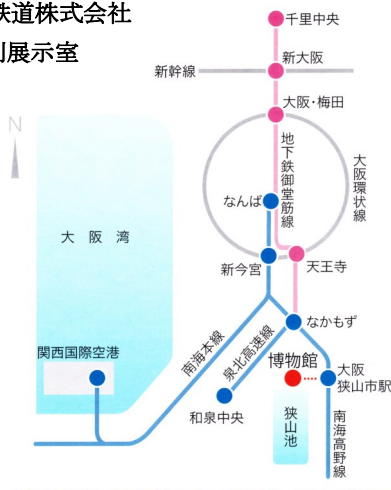 鉄道株式会社
別展示室
千里中央
新大阪
新幹線
大阪・梅田
地下鉄御堂筋線
大阪環状線
N
なんば
大阪湾
新今宮
天王寺
なかもず
南海本線
泉北高速線
関西国際空港
博物館
大阪
狭山市駅
和泉中央
狭山池
南海高野線